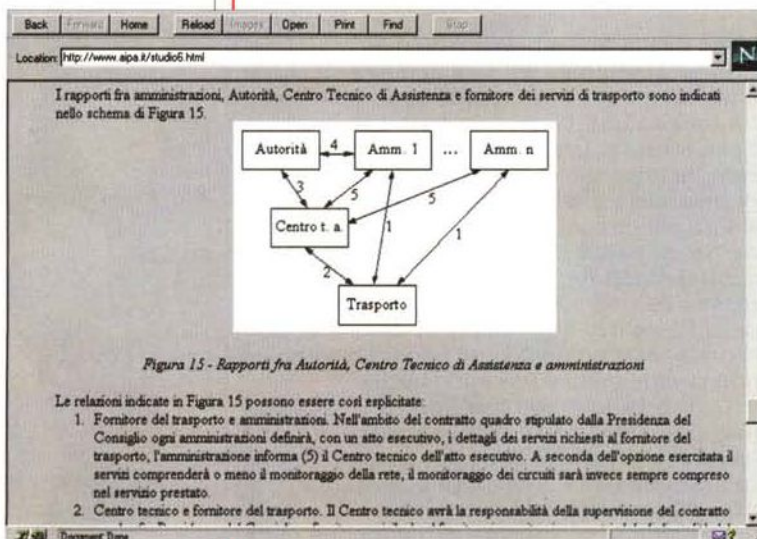 Back Forward Home Reload Images Open Print Find Stop
Location: http://www.aipa.it/studio6.html
N
I rapporti fra amministrazioni, Autorità, Centro Tecnico di Assistenza e fornitore dei servizi di trasporto sono indicati
nello schema di Figura 15.
Autorità 4 Amm. 1 ... Amm. n
3 5 5
Centro t. a. 1 1
2
Trasporto
Figura 15 - Rapporti fra Autorità, Centro Tecnico di Assistenza e amministrazioni
Le relazioni indicate in Figura 15 possono essere così esplicitate:
1. Fornitore del trasporto e amministrazioni. Nell'ambito del contratto quadro stipulato dalla Presidenza del
Consiglio ogni amministrazioni definirà, con un atto esecutivo, i dettagli dei servizi richiesti al fornitore del
trasporto, l'amministrazione informa (5) il Centro tecnico dell'atto esecutivo. A seconda dell'opzione esercitata il
servizi comprenderà o meno il monitoraggio della rete, il monitoraggio dei circuiti sarà invece sempre compreso
nel servizio prestato.
2. Centro tecnico e fornitore del trasporto. Il Centro tecnico avrà la responsabilità della supervisione del contratto
Document Done